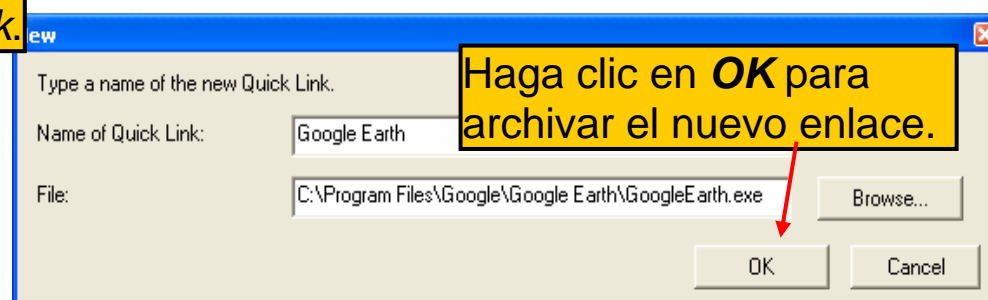 k.
ew
Type a name of the new Quick Link.
Haga clic en OK para
archivar el nuevo enlace.
Name of Quick Link:
Google Earth
File:
C:\Program Files\Google\Google Earth\GoogleEarth.exe
Browse...
OK
Cancel